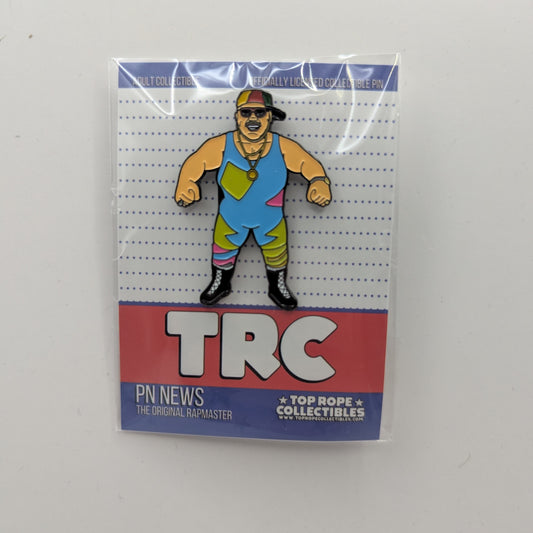 ADULT COLLECTIBLE
OFFICIALLY LICENSED COLLECTIBLE PIN
TRC
PN NEWS
THE ORIGINAL RAPMASTER
TOP ROPE
COLLECTIBLES
WWW.TOPROPECOLLECTIBLES.COM